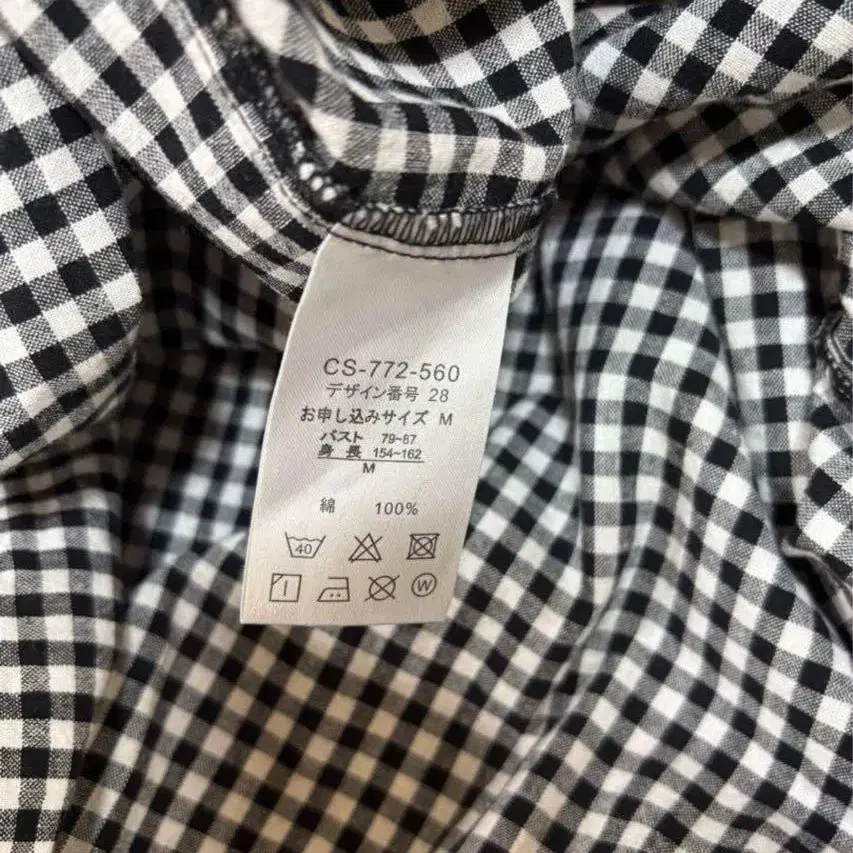 CS-772-560
デザイン番号 28
お申し込みサイズ M
バスト 79~87
身長 154~162
M
綿 100%
40
W